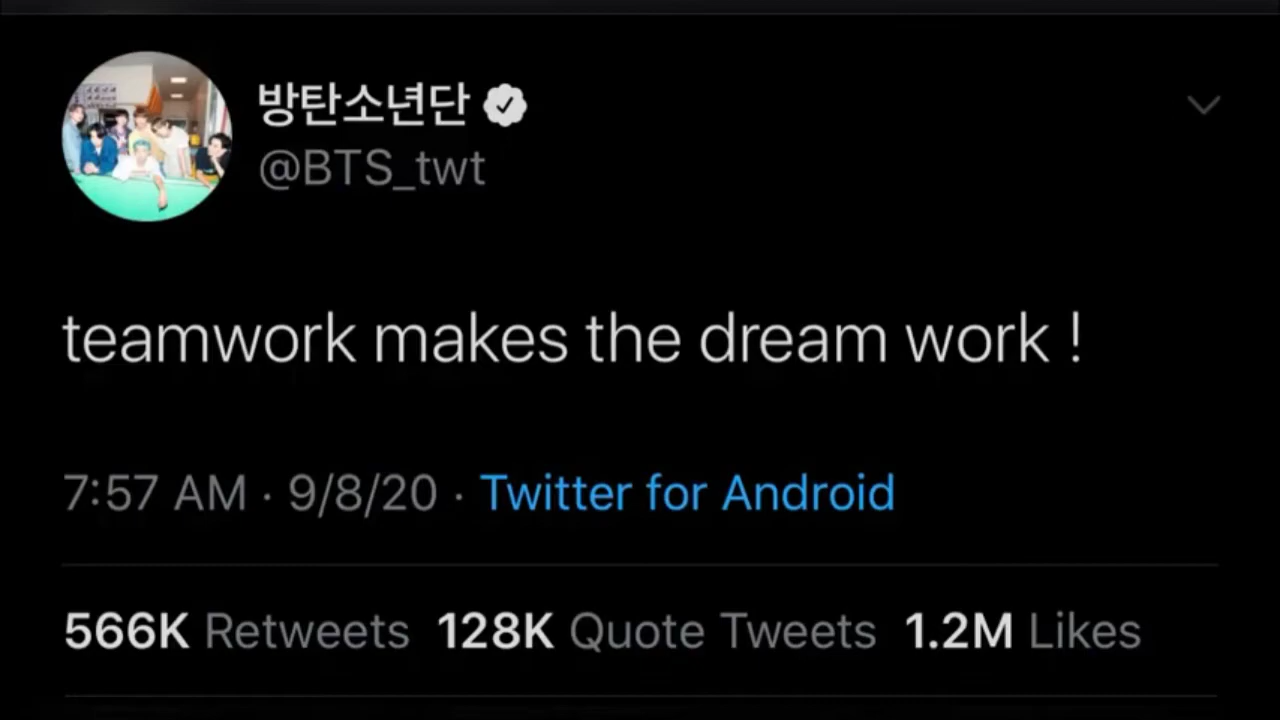 방탄소년단
@BTS_twt
teamwork makes the dream work !
7:57 AM · 9/8/20 · Twitter for Android
566K Retweets 128K Quote Tweets 1.2M Likes